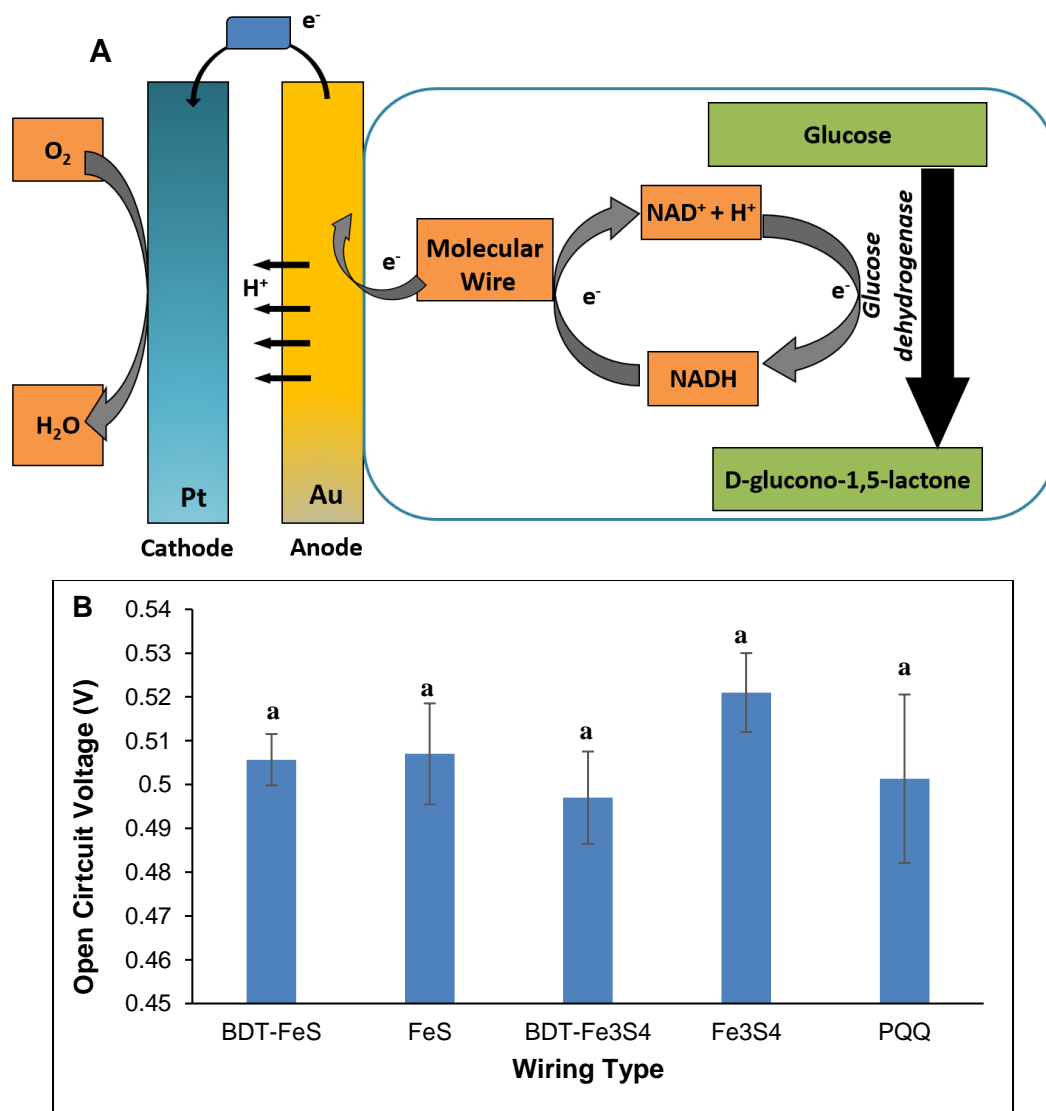 A
e⁻
O₂
H₂O
Pt
Cathode
H⁺
Au
Anode
e⁻
Molecular
Wire
e⁻
NAD⁺ + H⁺
NADH
e⁻
Glucose
Glucose
dehydrogenase
D-glucono-1,5-lactone
B
Open Cirtcuit Voltage (V)
0.54
0.53
0.52
0.51
0.5
0.49
0.48
0.47
0.46
0.45
a
a
a
a
a
BDT-FeS
FeS
BDT-Fe3S4
Fe3S4
PQQ
Wiring Type